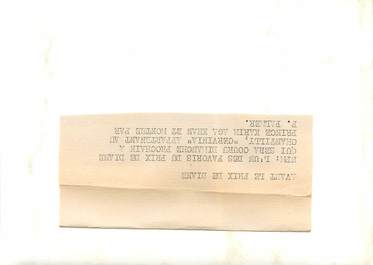 AVANT LE PRIX DE DIANE
NPM: L'UN DES FAVORIS DU PRIX DE DIANE
QUI SERA COURU DIMANCHE PROCHAIN A
CHANTILLY, "CERVINIA" APPARTENANT AU
PRINCE KARIM AGA KHAN ET MONTEE PAR
F. PALMER.